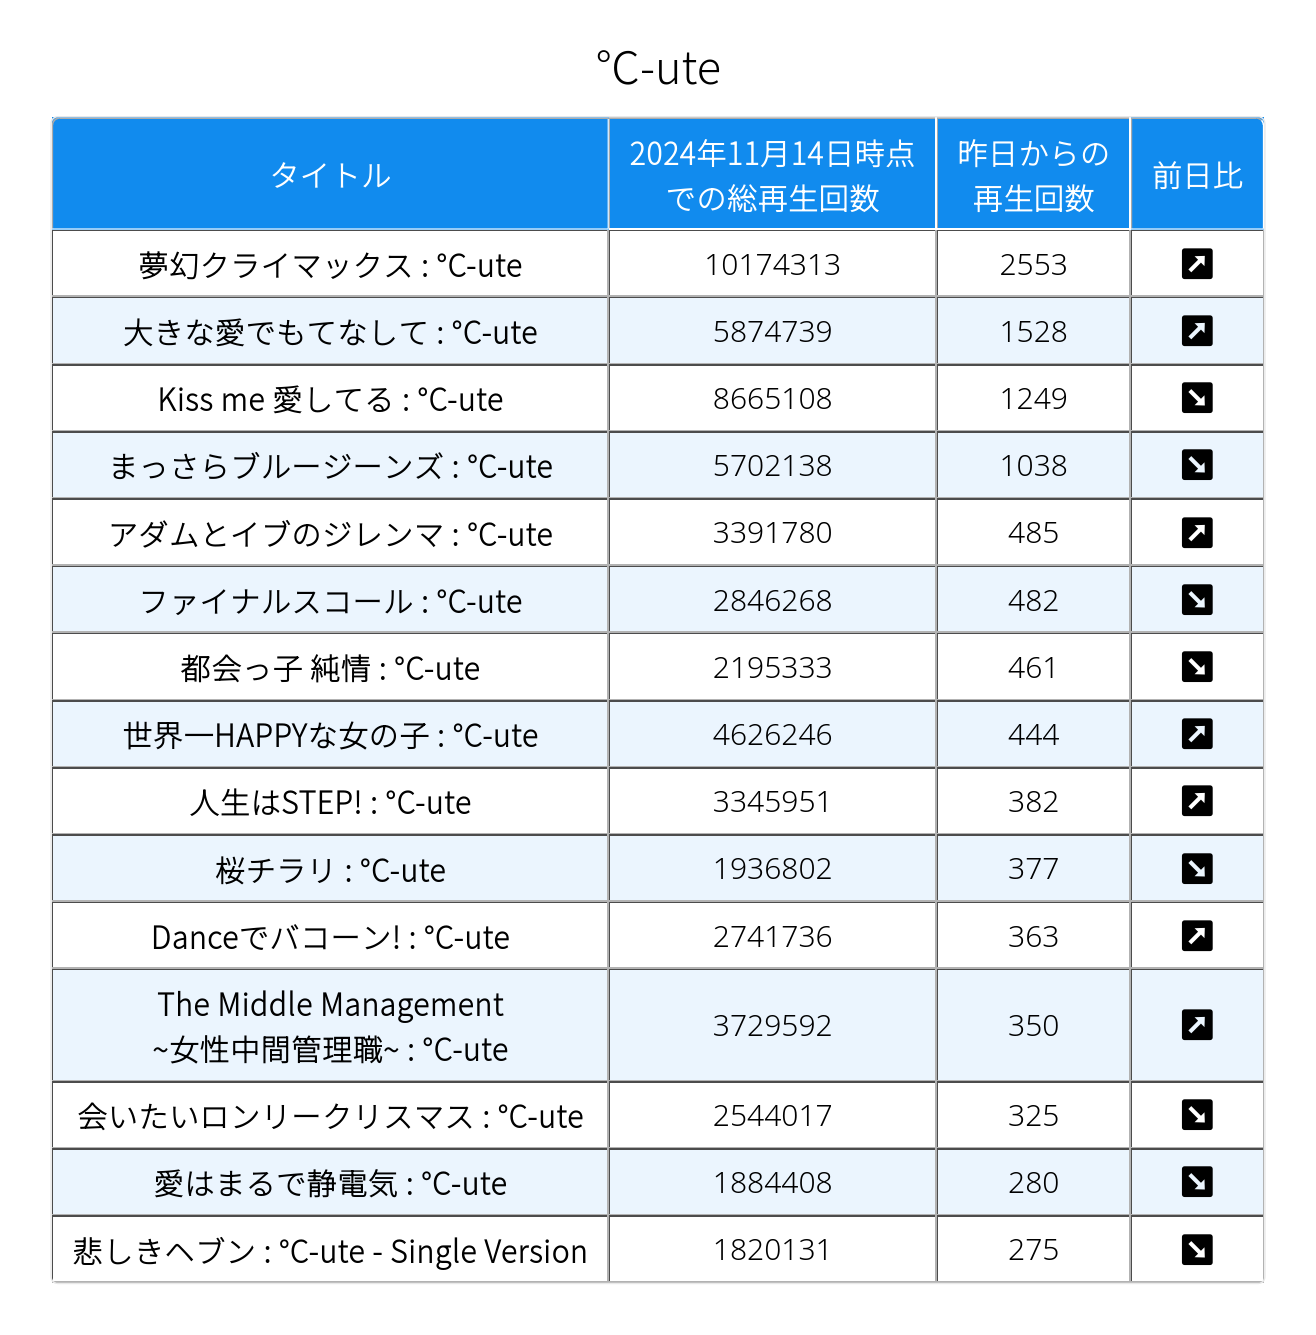 ℃-ute
タイトル
2024年11月14日時点
での総再生回数
昨日からの
再生回数
前日比
夢幻クライマックス : ℃-ute
10174313
2553
大きな愛でもてなして : ℃-ute
5874739
1528
Kiss me 愛してる : ℃-ute
8665108
1249
まっさらブルージーンズ : ℃-ute
5702138
1038
アダムとイブのジレンマ : ℃-ute
3391780
485
ファイナルスコール : ℃-ute
2846268
482
都会っ子 純情 : ℃-ute
2195333
461
世界一HAPPYな女の子 : ℃-ute
4626246
444
人生はSTEP! : ℃-ute
3345951
382
桜チラリ : ℃-ute
1936802
377
Danceでバコーン! : ℃-ute
2741736
363
The Middle Management
~女性中間管理職~ : ℃-ute
3729592
350
会いたいロンリークリスマス : ℃-ute
2544017
325
愛はまるで静電気 : ℃-ute
1884408
280
悲しきヘブン : ℃-ute - Single Version
1820131
275